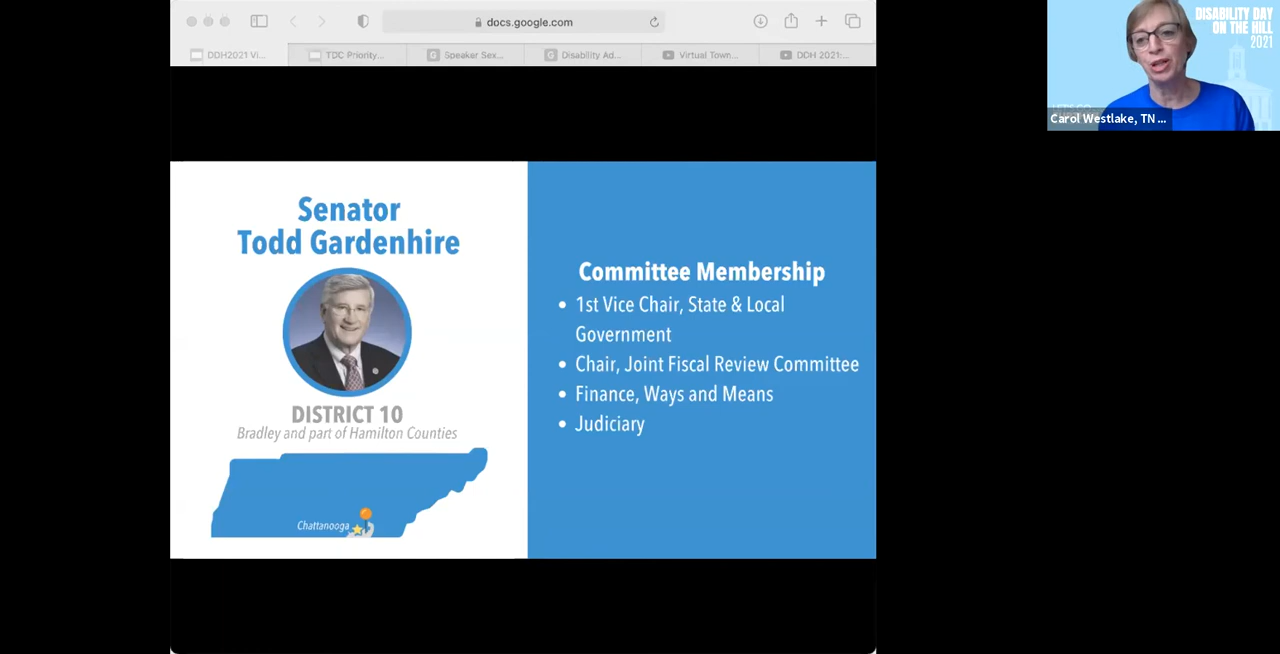 docs.google.com
DDH2021 Vi...
TDC Priority...
Speaker Sex...
Disability Ad...
Virtual Town...
DDH 2021:...
DISABILITY DAY
ON THE HILL
2021
Carol Westlake, TN ...
Senator
Todd Gardenhire
DISTRICT 10
Bradley and part of Hamilton Counties
Chattanooga
Committee Membership
• 1st Vice Chair, State & Local
Government
• Chair, Joint Fiscal Review Committee
• Finance, Ways and Means
• Judiciary